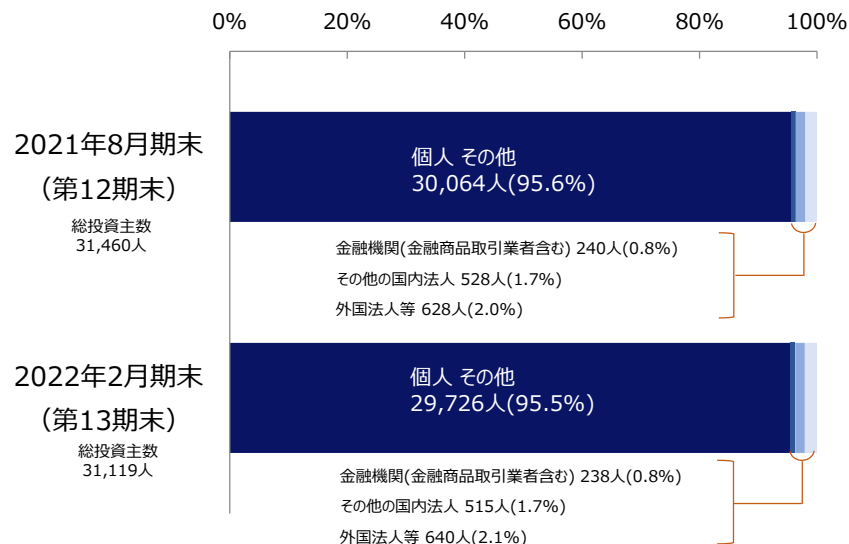 0% 20% 40% 60% 80% 100%
2021年8月期末
（第12期末）
総投資主数
31,460人
個人 その他
30,064人(95.6%)
金融機関(金融商品取引業者含む) 240人(0.8%)
その他の国内法人 528人(1.7%)
外国法人等 628人(2.0%)
2022年2月期末
（第13期末）
総投資主数
31,119人
個人 その他
29,726人(95.5%)
金融機関(金融商品取引業者含む) 238人(0.8%)
その他の国内法人 515人(1.7%)
外国法人等 640人(2.1%)